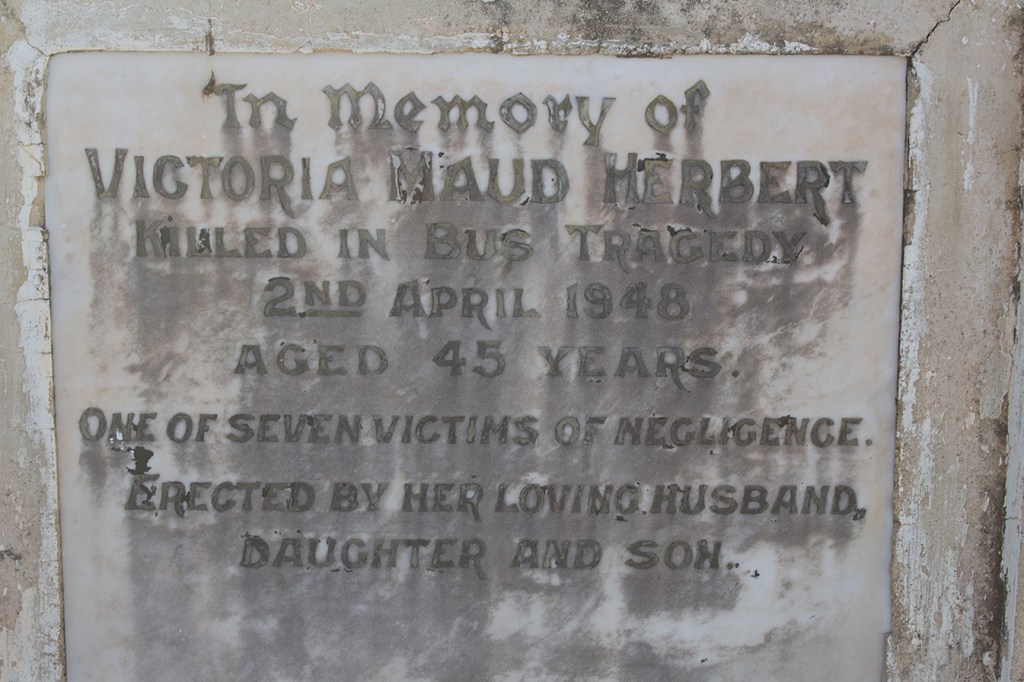 In Memory of
VICTORIA MAUD HERBERT
KILLED IN BUS TRAGEDY
2ND APRIL 1948
AGED 45 YEARS.
ONE OF SEVEN VICTIMS OF NEGLIGENCE.
ERECTED BY HER LOVING HUSBAND,
DAUGHTER AND SON.